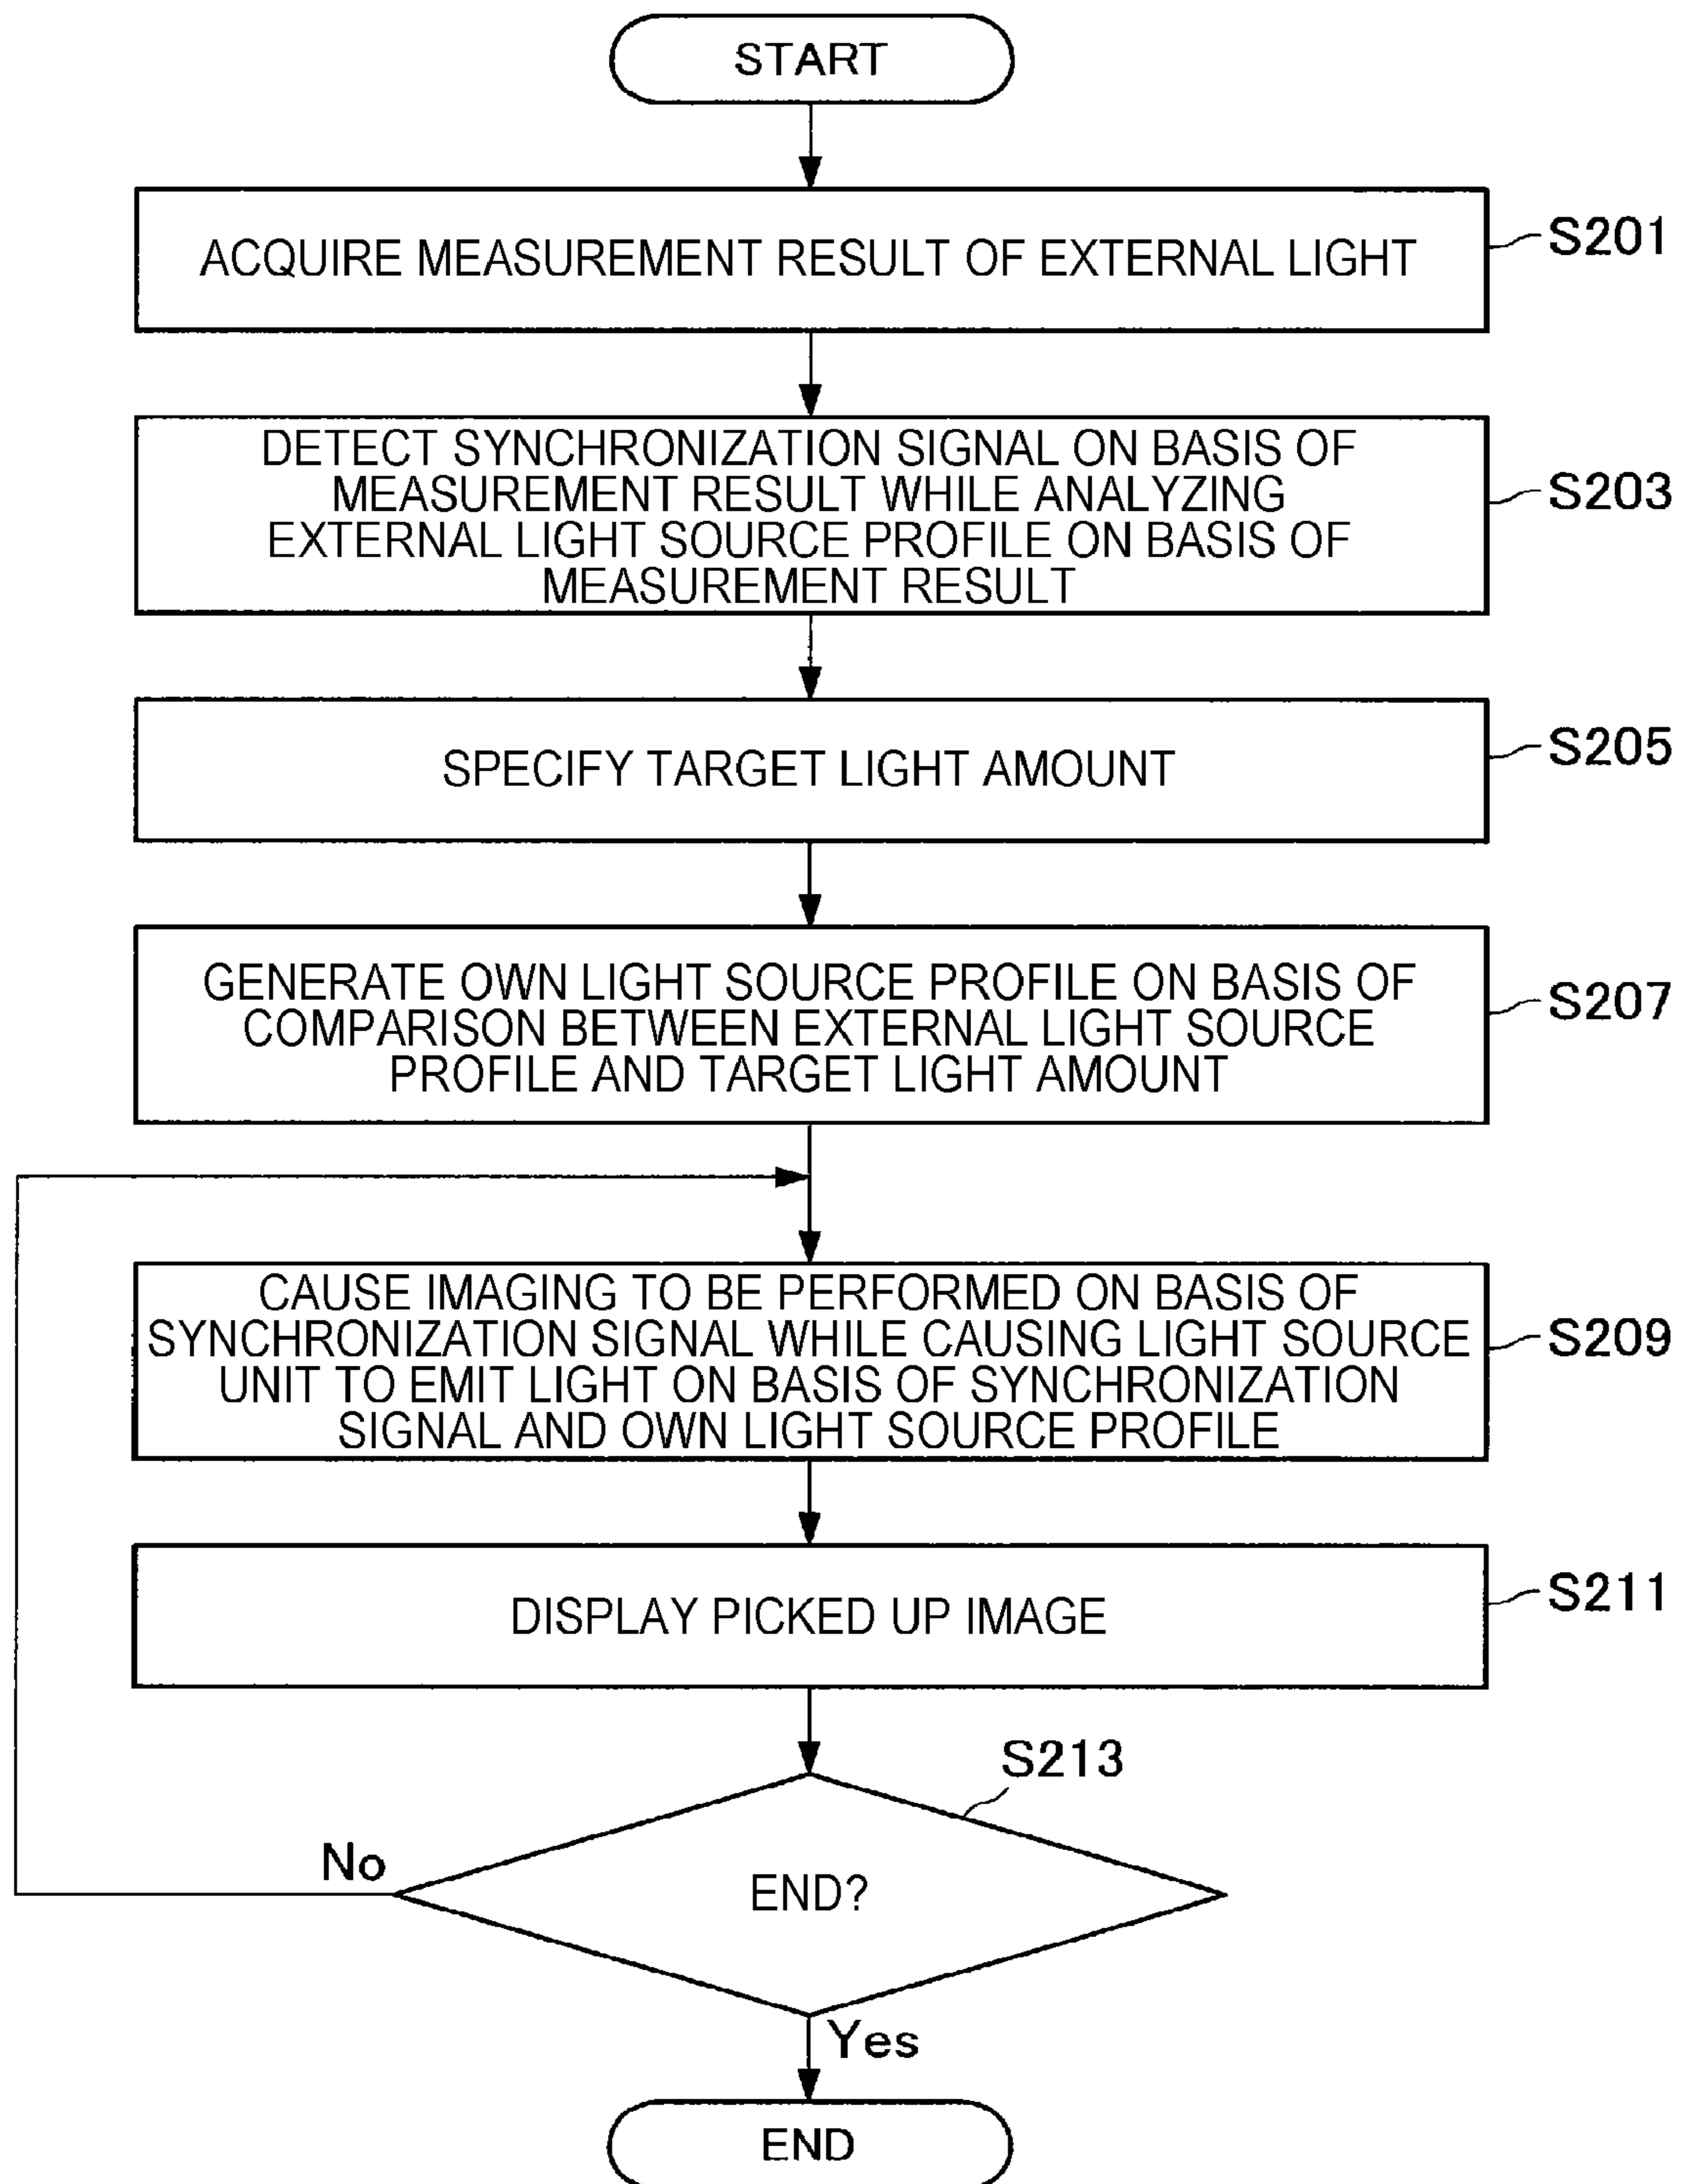 START
ACQUIRE MEASUREMENT RESULT OF EXTERNAL LIGHT
S201
DETECT SYNCHRONIZATION SIGNAL ON BASIS OF
MEASUREMENT RESULT WHILE ANALYZING
EXTERNAL LIGHT SOURCE PROFILE ON BASIS OF
MEASUREMENT RESULT
S203
SPECIFY TARGET LIGHT AMOUNT
S205
GENERATE OWN LIGHT SOURCE PROFILE ON BASIS OF
COMPARISON BETWEEN EXTERNAL LIGHT SOURCE
PROFILE AND TARGET LIGHT AMOUNT
S207
CAUSE IMAGING TO BE PERFORMED ON BASIS OF
SYNCHRONIZATION SIGNAL WHILE CAUSING LIGHT SOURCE
UNIT TO EMIT LIGHT ON BASIS OF SYNCHRONIZATION
SIGNAL AND OWN LIGHT SOURCE PROFILE
S209
DISPLAY PICKED UP IMAGE
S211
S213
No
END?
Yes
END